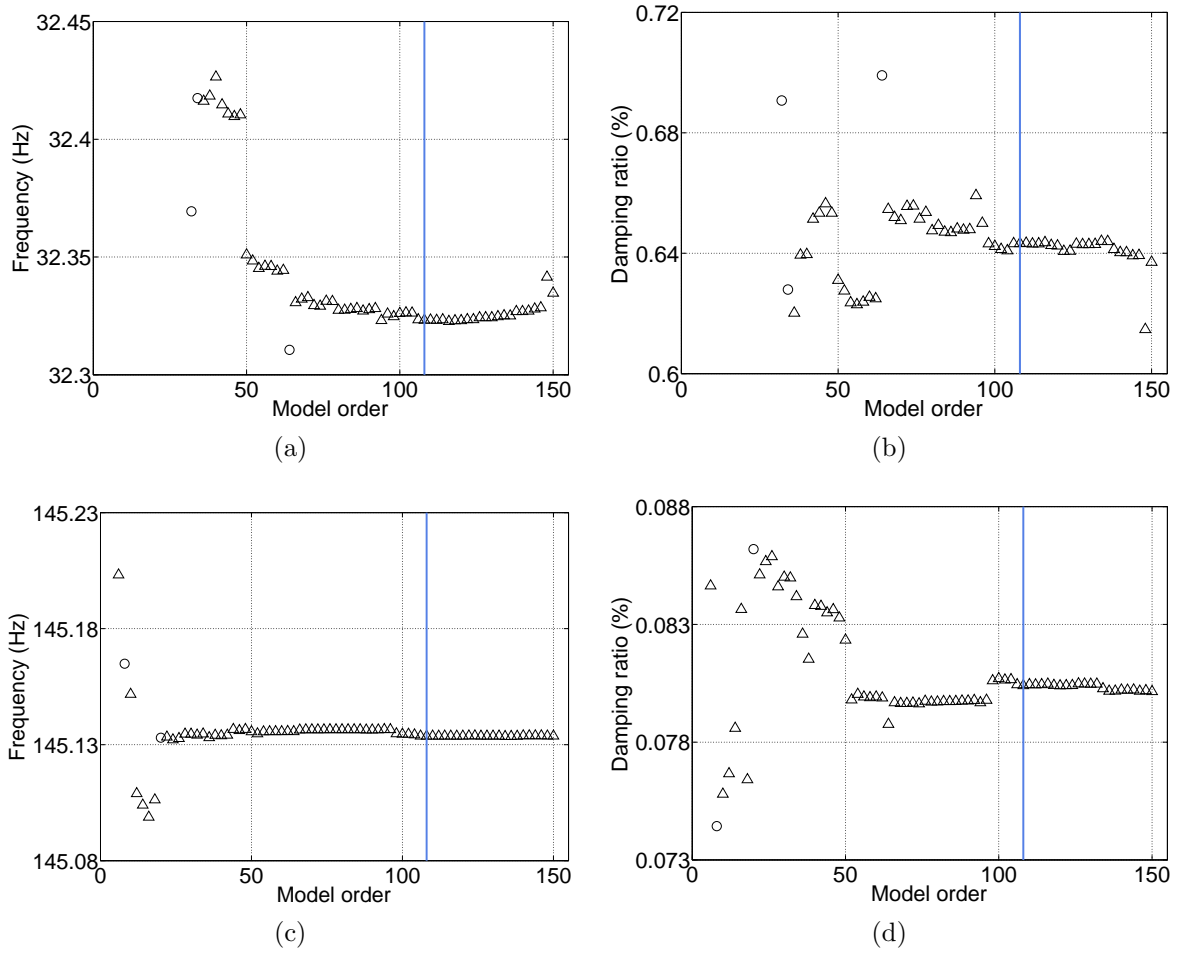 32.45
32.4
32.35
32.3
0
50
100
150
Frequency (Hz)
Model order
(a)
0.72
0.68
0.64
0.6
0
50
100
150
Damping ratio (%)
Model order
(b)
145.23
145.18
145.13
145.08
0
50
100
150
Frequency (Hz)
Model order
(c)
0.088
0.083
0.078
0.073
0
50
100
150
Damping ratio (%)
Model order
(d)